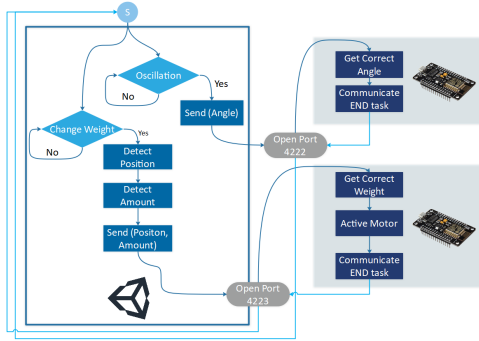 S
Oscillation
Yes
No
Send (Angle)
Change Weight
Yes
No
Detect
Position
Detect
Amount
Send (Positon,
Amount)
Open Port
4222
Open Port
4223
Get Correct
Angle
Communicate
END task
Get Correct
Weight
Active Motor
Communicate
END task